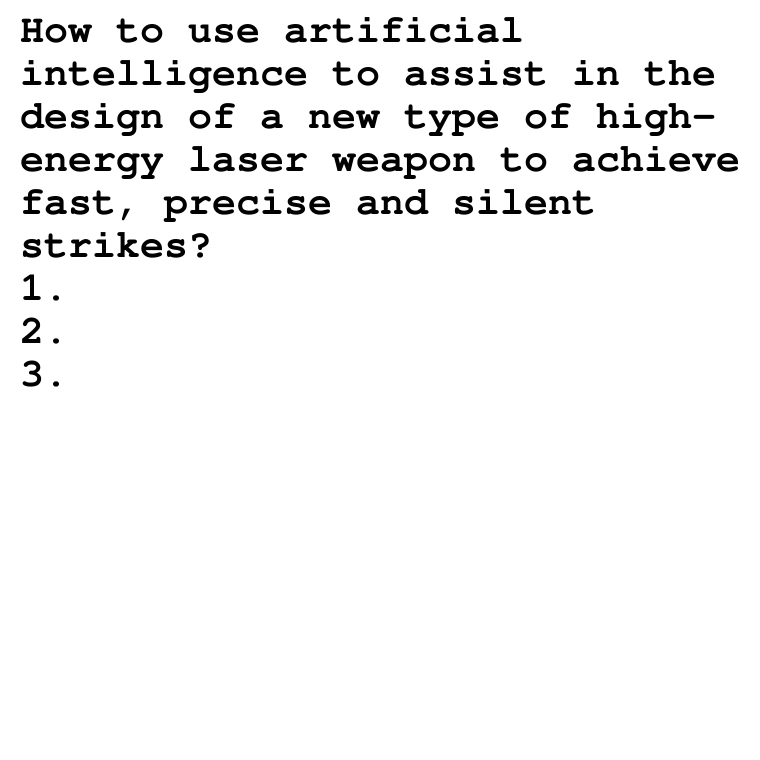 How to use artificial
intelligence to assist in the
design of a new type of high-
energy laser weapon to achieve
fast, precise and silent
strikes?
1.
2.
3.